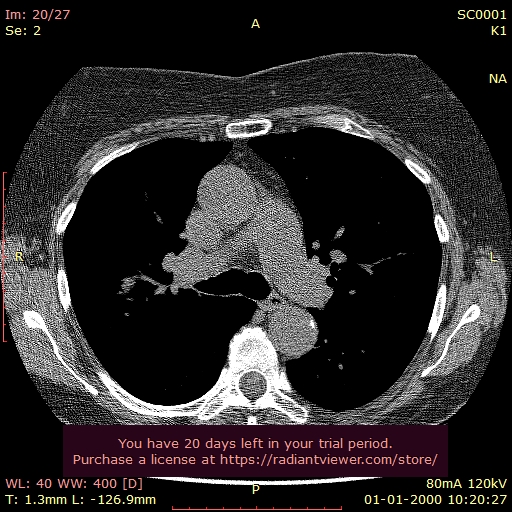 Im: 20/27
Se: 2
A
SC0001
K1
NA
R
L
You have 20 days left in your trial period.
Purchase a license at https://radiantviewer.com/store/
WL: 40 WW: 400 [D]
T: 1.3mm L: -126.9mm
P
80mA 120kV
01-01-2000 10:20:27